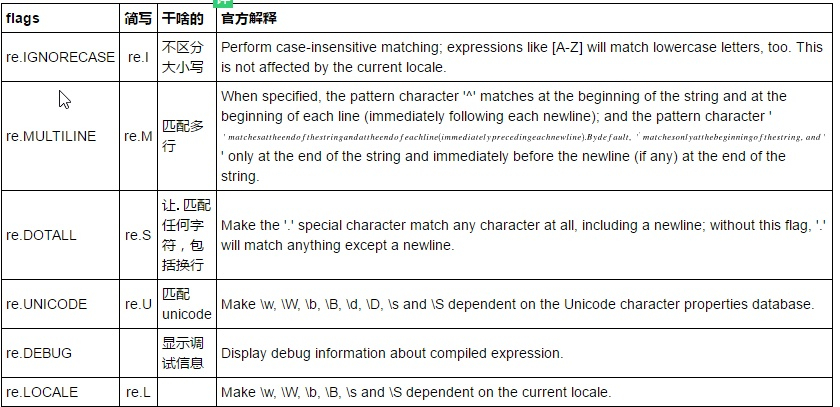 flags 简写 干啥的 官方解释
re.IGNORECASE re.I 不区分
大小写 Perform case-insensitive matching; expressions like [A-Z] will match lowercase letters, too. This
is not affected by the current locale.
re.MULTILINE re.M 匹配多
行 When specified, the pattern character '^' matches at the beginning of the string and at the
beginning of each line (immediately following each newline); and the pattern character '
'matchesattheendofthestringandattheendofeachline(immediatelyprecedingeachnewline).Bydefault, '^'matchesonlyatthebeginningofthestring, and'
' only at the end of the string and immediately before the newline (if any) at the end of the
string.
re.DOTALL re.S 让.匹配
任何字
符，包
括换行 Make the '.' special character match any character at all, including a newline; without this flag, '.'
will match anything except a newline.
re.UNICODE re.U 匹配
unicode Make \w, \W, \b, \B, \d, \D, \s and \S dependent on the Unicode character properties database.
re.DEBUG 显示调
试信息 Display debug information about compiled expression.
re.LOCALE re.L Make \w, \W, \b, \B, \s and \S dependent on the current locale.